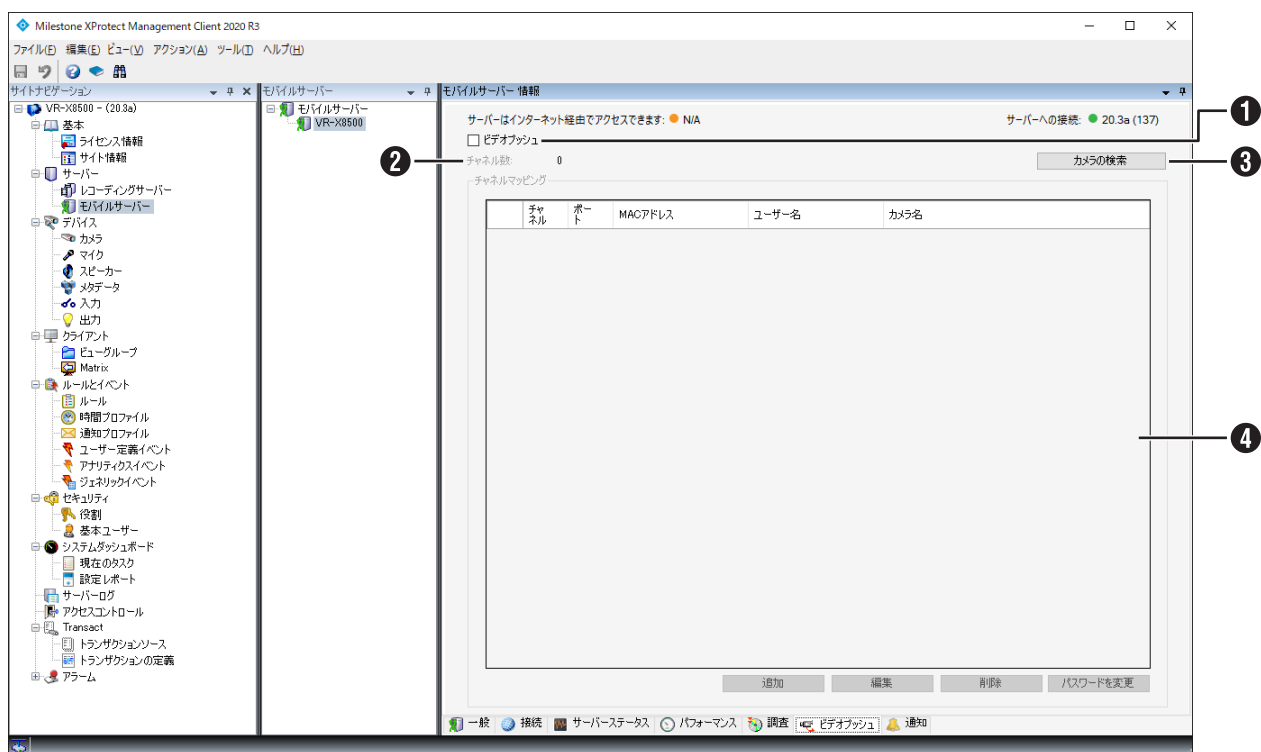 Milestone XProtect Management Client 2020 R3
ファイル(F) 編集(E) ビュー(V) アクション(A) ツール(T) ヘルプ(H)
サイトナビゲーション
VR-X8500 - (20.3a)
基本
ライセンス情報
サイト情報
サーバー
レコーディングサーバー
モバイルサーバー
デバイス
カメラ
マイク
スピーカー
メタデータ
入力
出力
クライアント
ビューグループ
Matrix
ルールとイベント
ルール
時間プロファイル
通知プロファイル
ユーザー定義イベント
アナリティクスイベント
ジェネリックイベント
セキュリティ
役割
基本ユーザー
システムダッシュボード
現在のタスク
設定レポート
サーバーログ
アクセスコントロール
Transact
トランザクションソース
トランザクションの定義
アラーム
モバイルサーバー
モバイルサーバー
VR-X8500
モバイルサーバー 情報
サーバーはインターネット経由でアクセスできます: N/A
サーバーへの接続: 20.3a (137)
ビデオプッシュ
❶
❷
チャネル数: 0
カメラの検索
❸
チャネルマッピング
チャネル ポート MACアドレス ユーザー名 カメラ名
❹
追加 編集 削除 パスワードを変更
一般 接続 サーバーステータス パフォーマンス 調査 ビデオプッシュ 通知